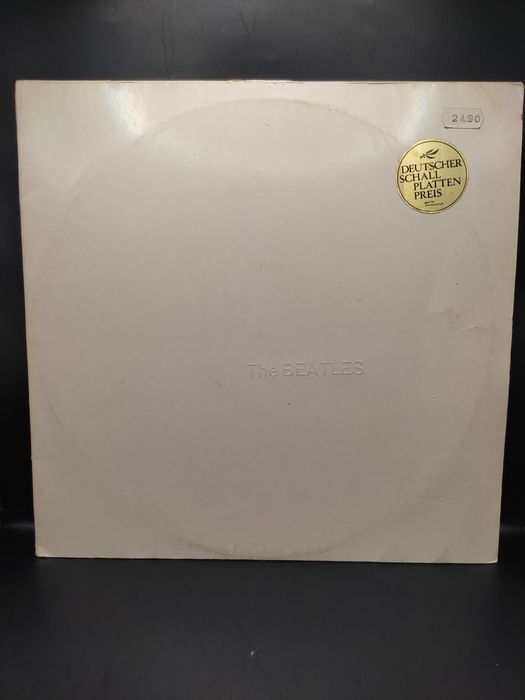 24.90
DEUTSCHER
SCHALL
PLATTEN
PREIS
The BEATLES